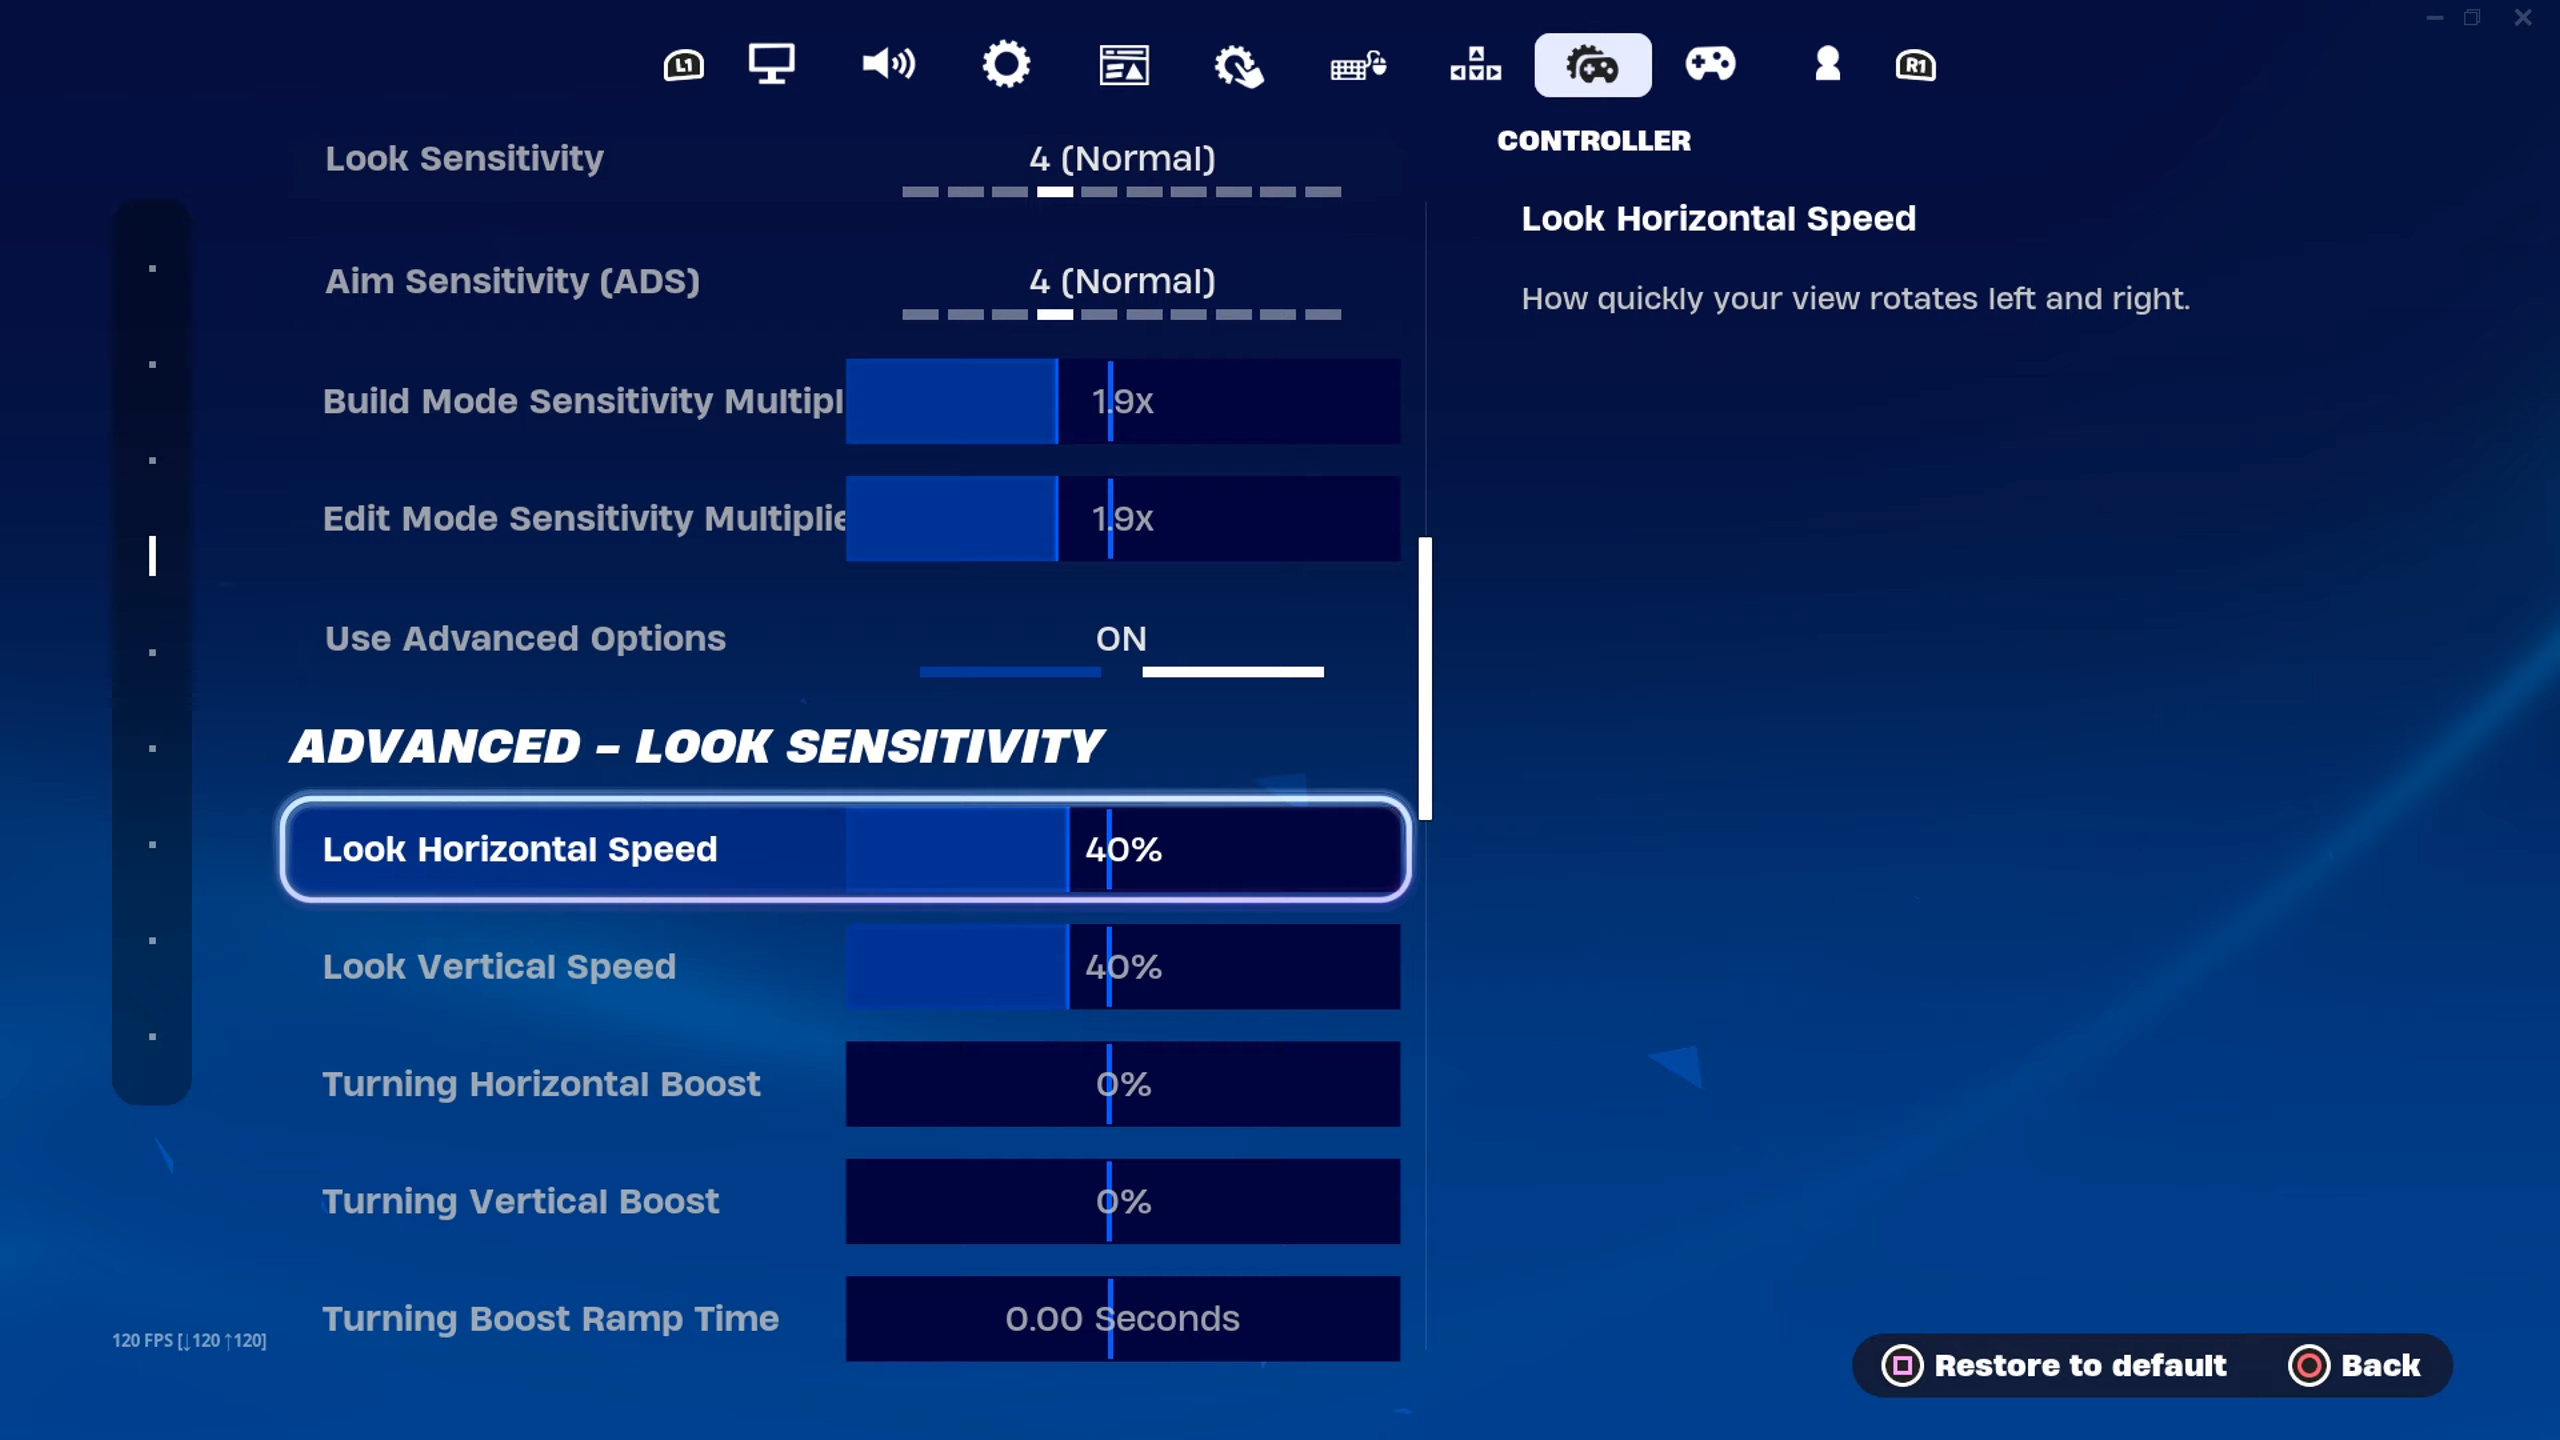 L1
R1
CONTROLLER
Look Sensitivity
4 (Normal)
Aim Sensitivity (ADS)
4 (Normal)
Build Mode Sensitivity Multipl
1.9x
Edit Mode Sensitivity Multiplie
1.9x
Use Advanced Options
ON
ADVANCED - LOOK SENSITIVITY
Look Horizontal Speed
40%
Look Vertical Speed
40%
Turning Horizontal Boost
0%
Turning Vertical Boost
0%
Turning Boost Ramp Time
0.00 Seconds
Look Horizontal Speed
How quickly your view rotates left and right.
120 FPS [↓120 ↑120]
Restore to default
Back